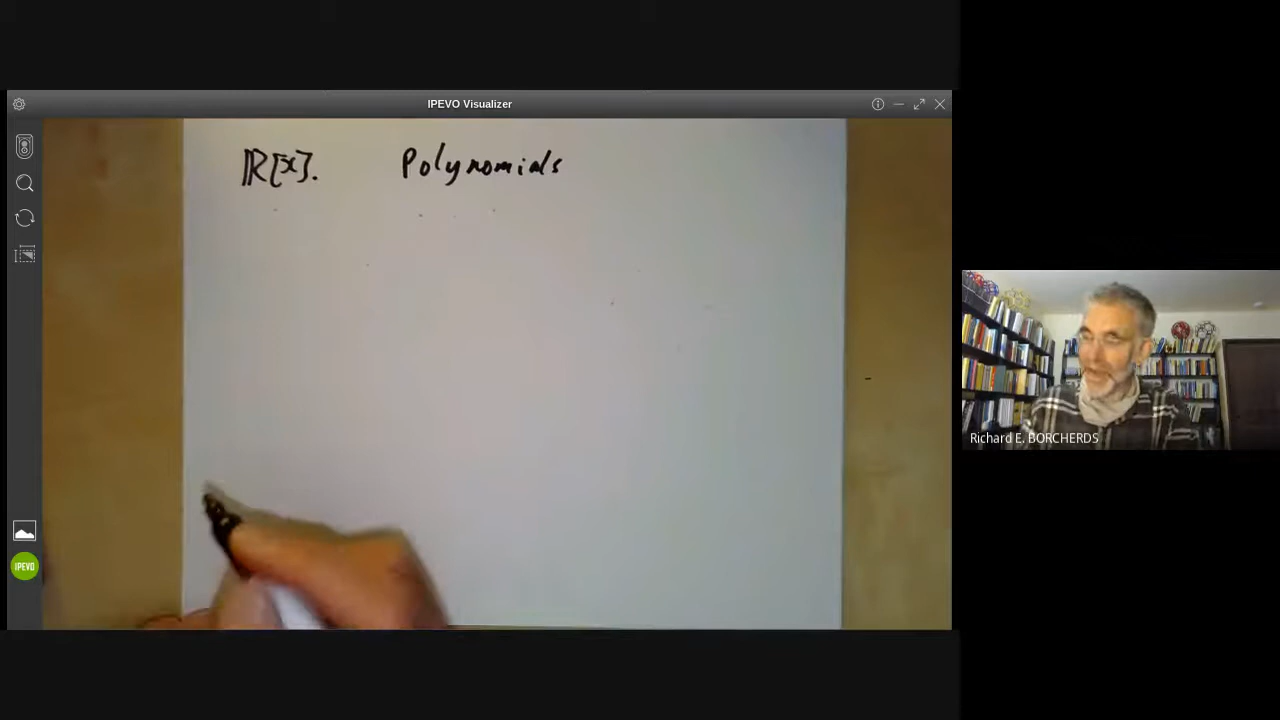 IPEVO Visualizer
ℝ[x]. Polynomials
IPEVO
Richard E. BORCHERDS